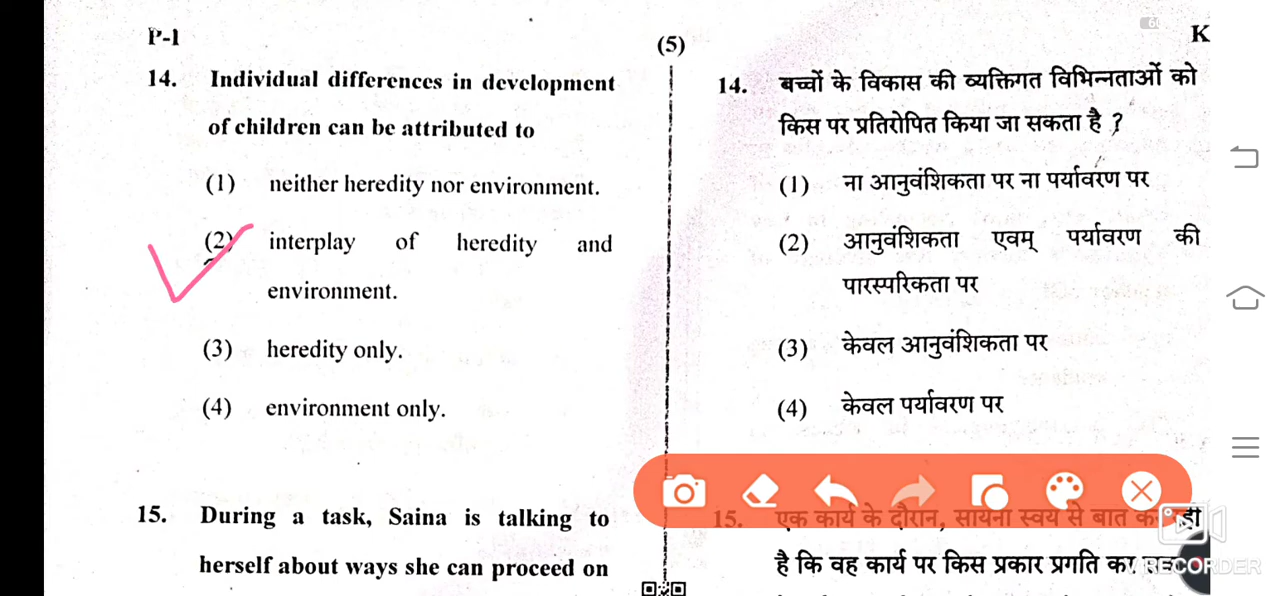 P-1
(5)
K
14. Individual differences in development
of children can be attributed to
(1) neither heredity nor environment.
(2) interplay of heredity and
environment.
(3) heredity only.
(4) environment only.
15. During a task, Saina is talking to
herself about ways she can proceed on
14. बच्चों के विकास की व्यक्तिगत विभिन्नताओं को
किस पर प्रतिरोपित किया जा सकता है ?
(1) ना आनुवंशिकता पर ना पर्यावरण पर
(2) आनुवंशिकता एवम् पर्यावरण की
पारस्परिकता पर
(3) केवल आनुवंशिकता पर
(4) केवल पर्यावरण पर
15. एक कार्य के दौरान, सायना स्वयं से बात
है कि वह कार्य पर किस प्रकार प्रगति
RECORDER